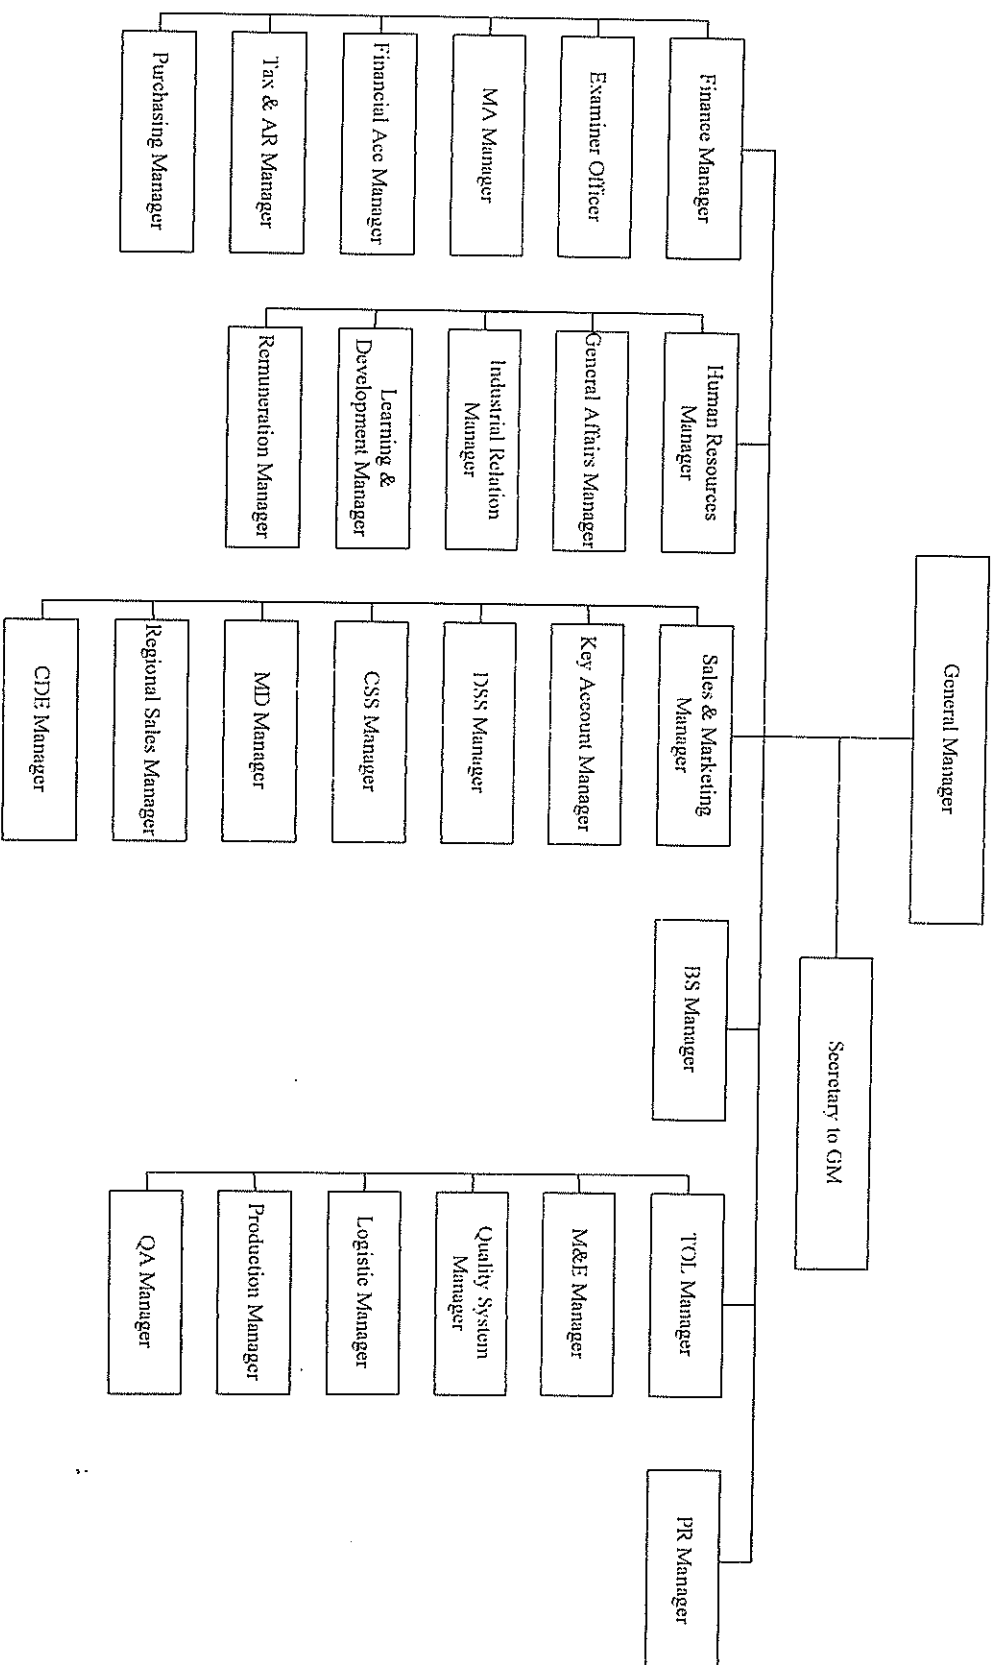 General Manager
Secretary to GM
Finance Manager
Examiner Officer
MA Manager
Financial Acc Manager
Tax & AR Manager
Purchasing Manager
Human Resources
Manager
General Affairs Manager
Industrial Relation
Manager
Learning &
Development Manager
Remuneration Manager
Sales & Marketing
Manager
Key Account Manager
DSS Manager
CSS Manager
MD Manager
Regional Sales Manager
CDE Manager
BS Manager
TOL Manager
M&E Manager
Quality System
Manager
Logistic Manager
Production Manager
QA Manager
PR Manager